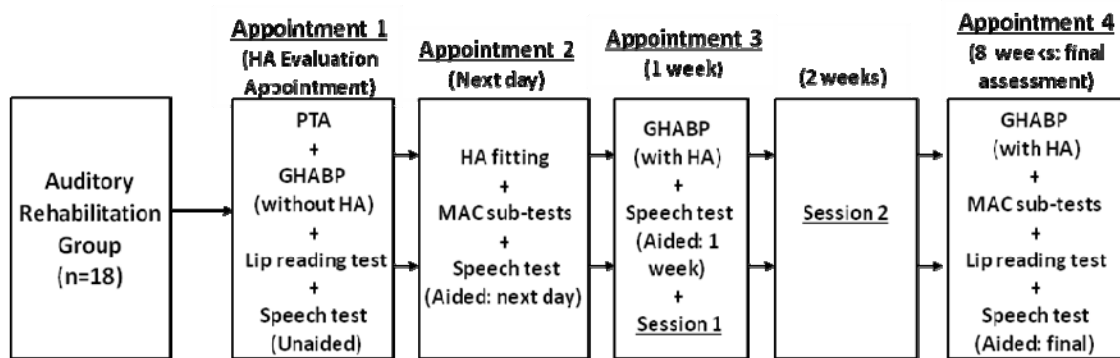 Auditory
Rehabilitation
Group
(n=18)
Appointment 1
(HA Evaluation
Appointment)
PTA
+
GHABP
(without HA)
+
Lip reading test
+
Speech test
(Unaided)
Appointment 2
(Next day)
HA fitting
+
MAC sub-tests
+
Speech test
(Aided: next day)
Appointment 3
(1 week)
GHABP
(with HA)
+
Speech test
(Aided: 1
week)
+
Session 1
(2 weeks)
Session 2
Appointment 4
(8 weeks: final
assessment)
GHABP
(with HA)
+
MAC sub-tests
+
Lip reading test
+
Speech test
(Aided: final)